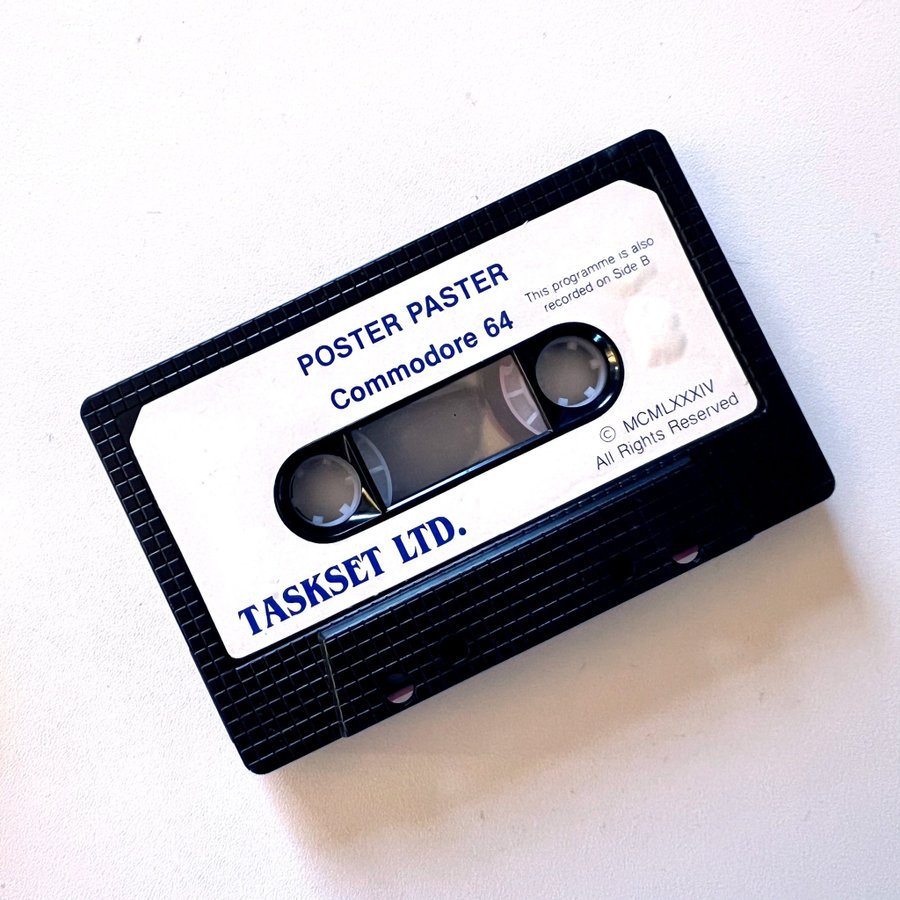 POSTER PASTER
Commodore 64
This programme is also
recorded on Side B
© MCMLXXXIV
All Rights Reserved
TASKSET LTD.